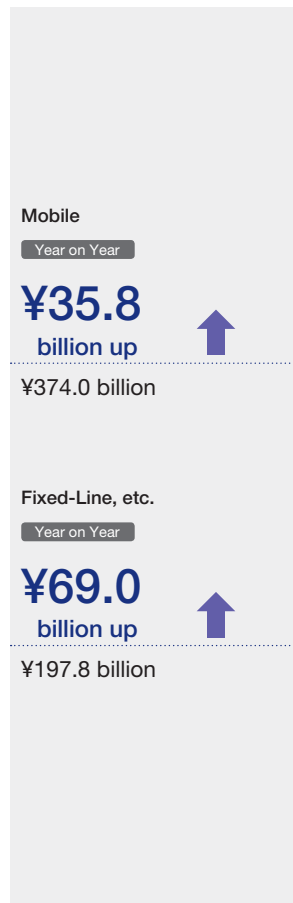 Mobile
Year on Year
¥35.8
billion up
¥374.0 billion
Fixed-Line, etc.
Year on Year
¥69.0
billion up
¥197.8 billion